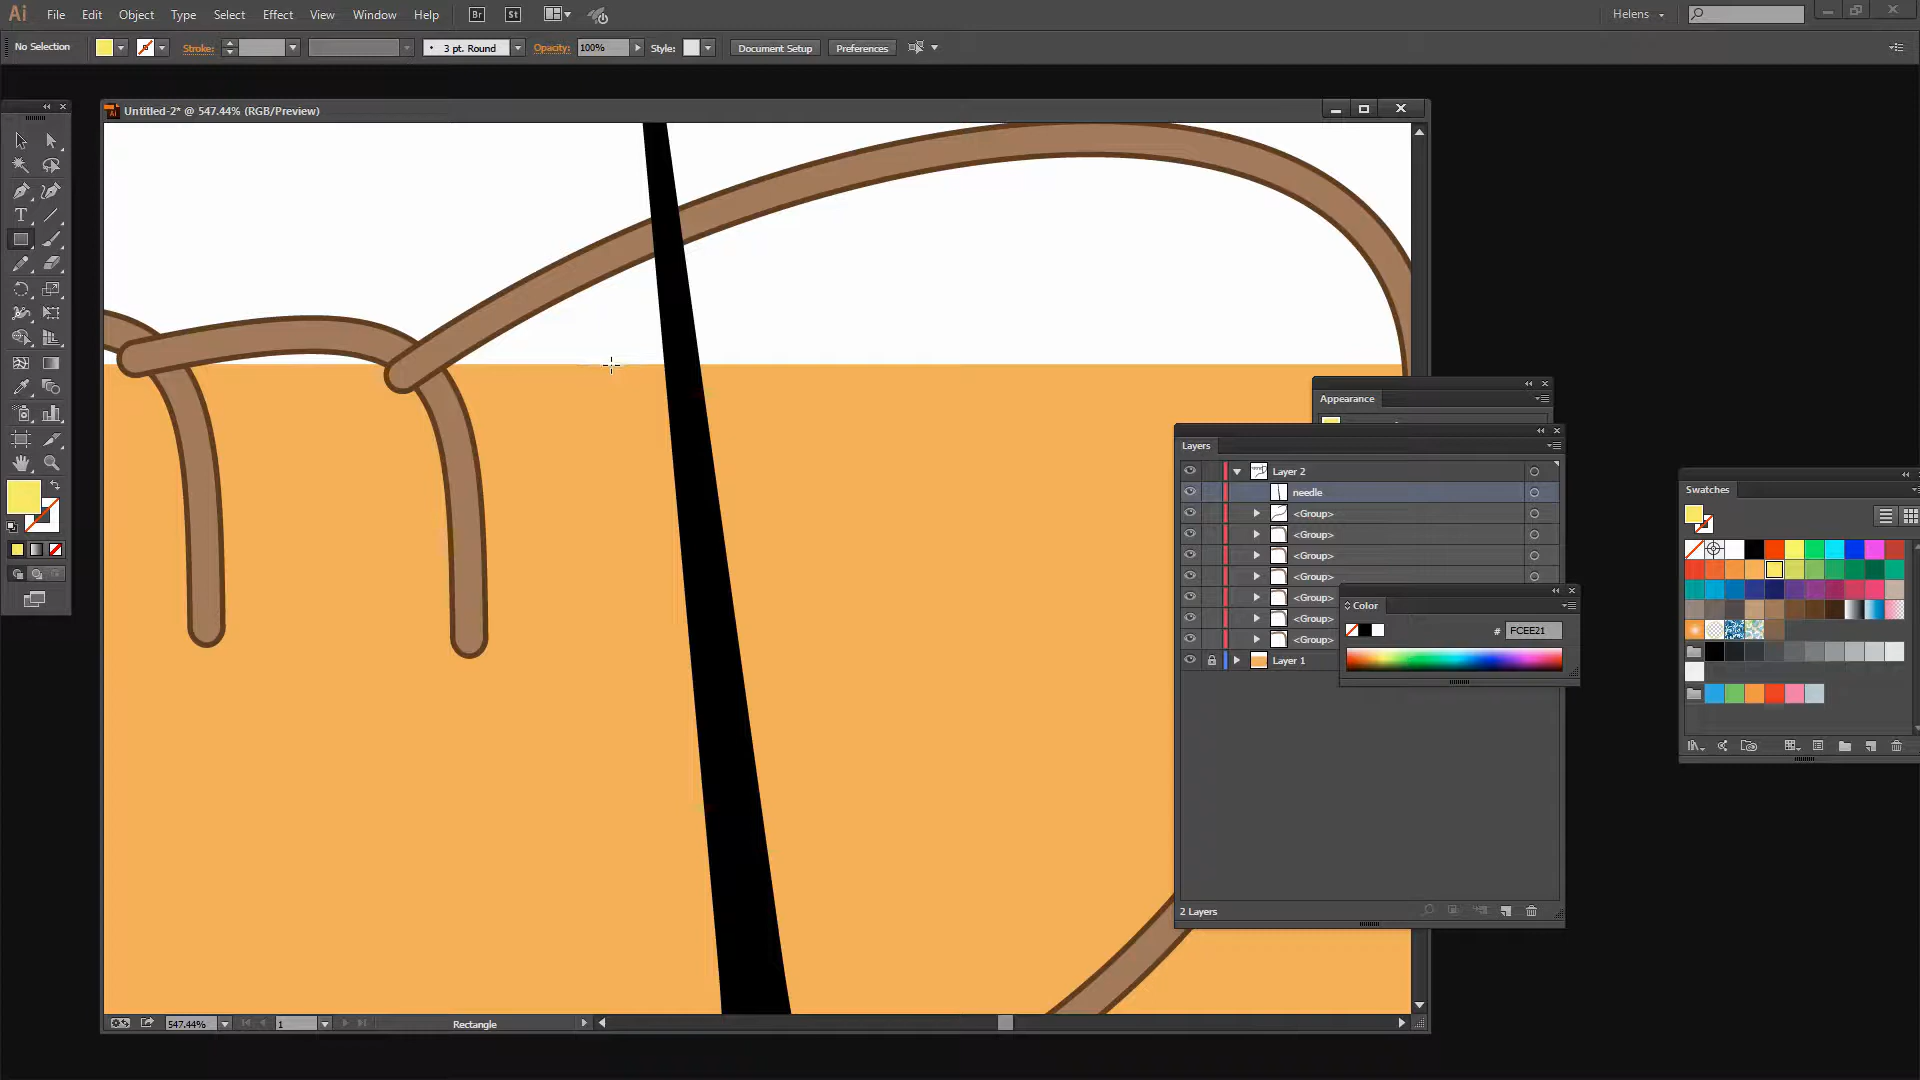 Ai File Edit Object Type Select Effect View Window Help Br St Helens
No Selection Stroke: 3 pt. Round Opacity: 100% Style: Document Setup Preferences
Untitled-2* @ 547.44% (RGB/Preview)
T
Appearance
Layers
Layer 2
needle
<Group>
<Group>
<Group>
<Group>
<Group>
<Group>
<Group>
Layer 1
2 Layers
Color
# FCEE21
Swatches
547.44% 1 Rectangle